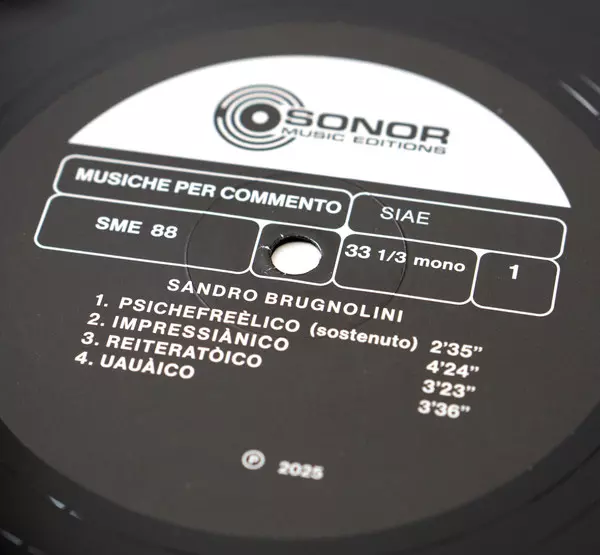 SONOR
MUSIC EDITIONS
MUSICHE PER COMMENTO
SIAE
SME 88
33 1/3 mono
1
SANDRO BRUGNOLINI
1. PSICHEFREÈLICO (sostenuto) 2'35"
2. IMPRESSIÀNICO 4'24"
3. REITERATÒICO 3'23"
4. UAUÀICO 3'36"
℗ 2025